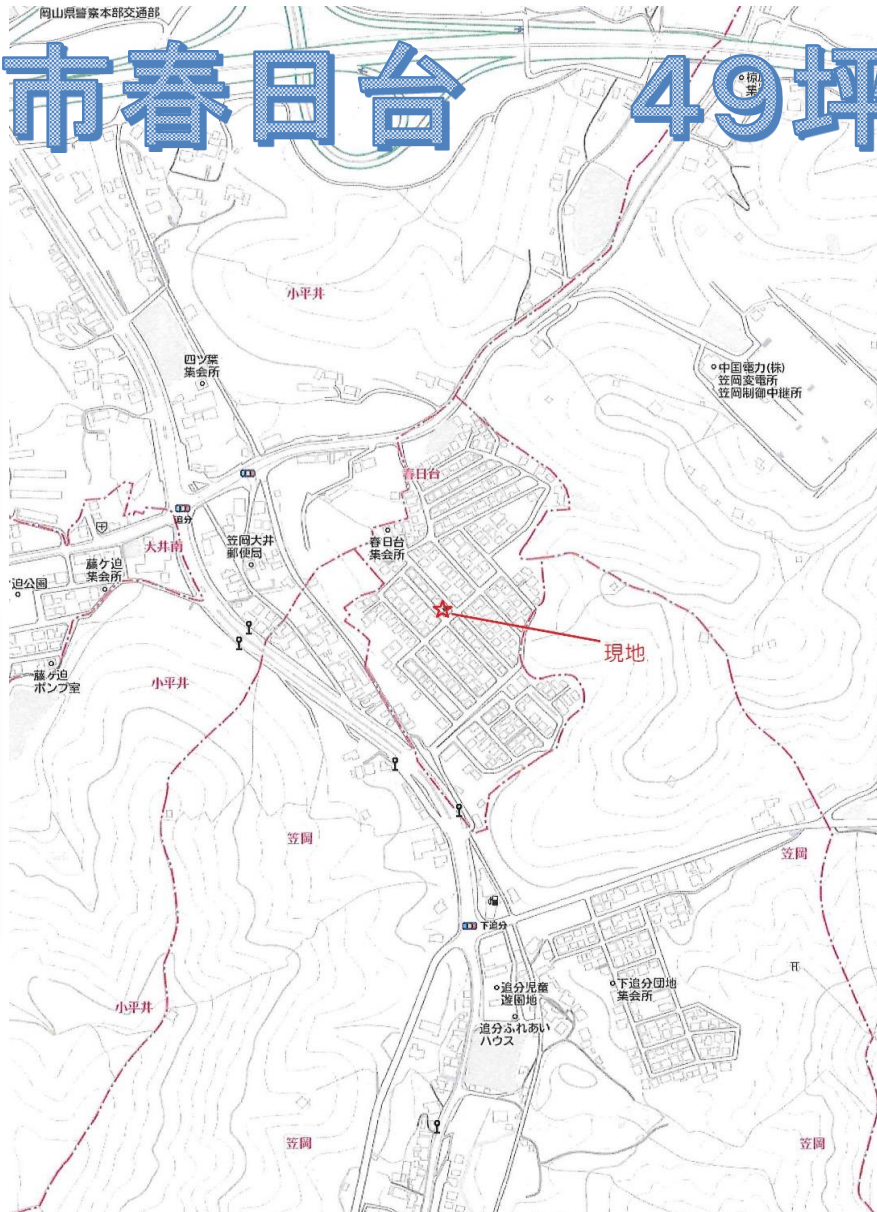 岡山県警察本部交通部
市春日台 49坪
小平井
四ツ葉
集会所
中国電力(株)
笠岡変電所
笠岡制御中継所
春日台
追分
大井南
笠岡大井
郵便局
春日台
集会所
藤ケ迫
集会所
迫公園
現地
藤ケ迫
ポンプ室
小平井
笠岡
笠岡
下追分
追分児童
遊園地
下追分団地
集会所
小平井
追分ふれあい
ハウス
笠岡
笠岡